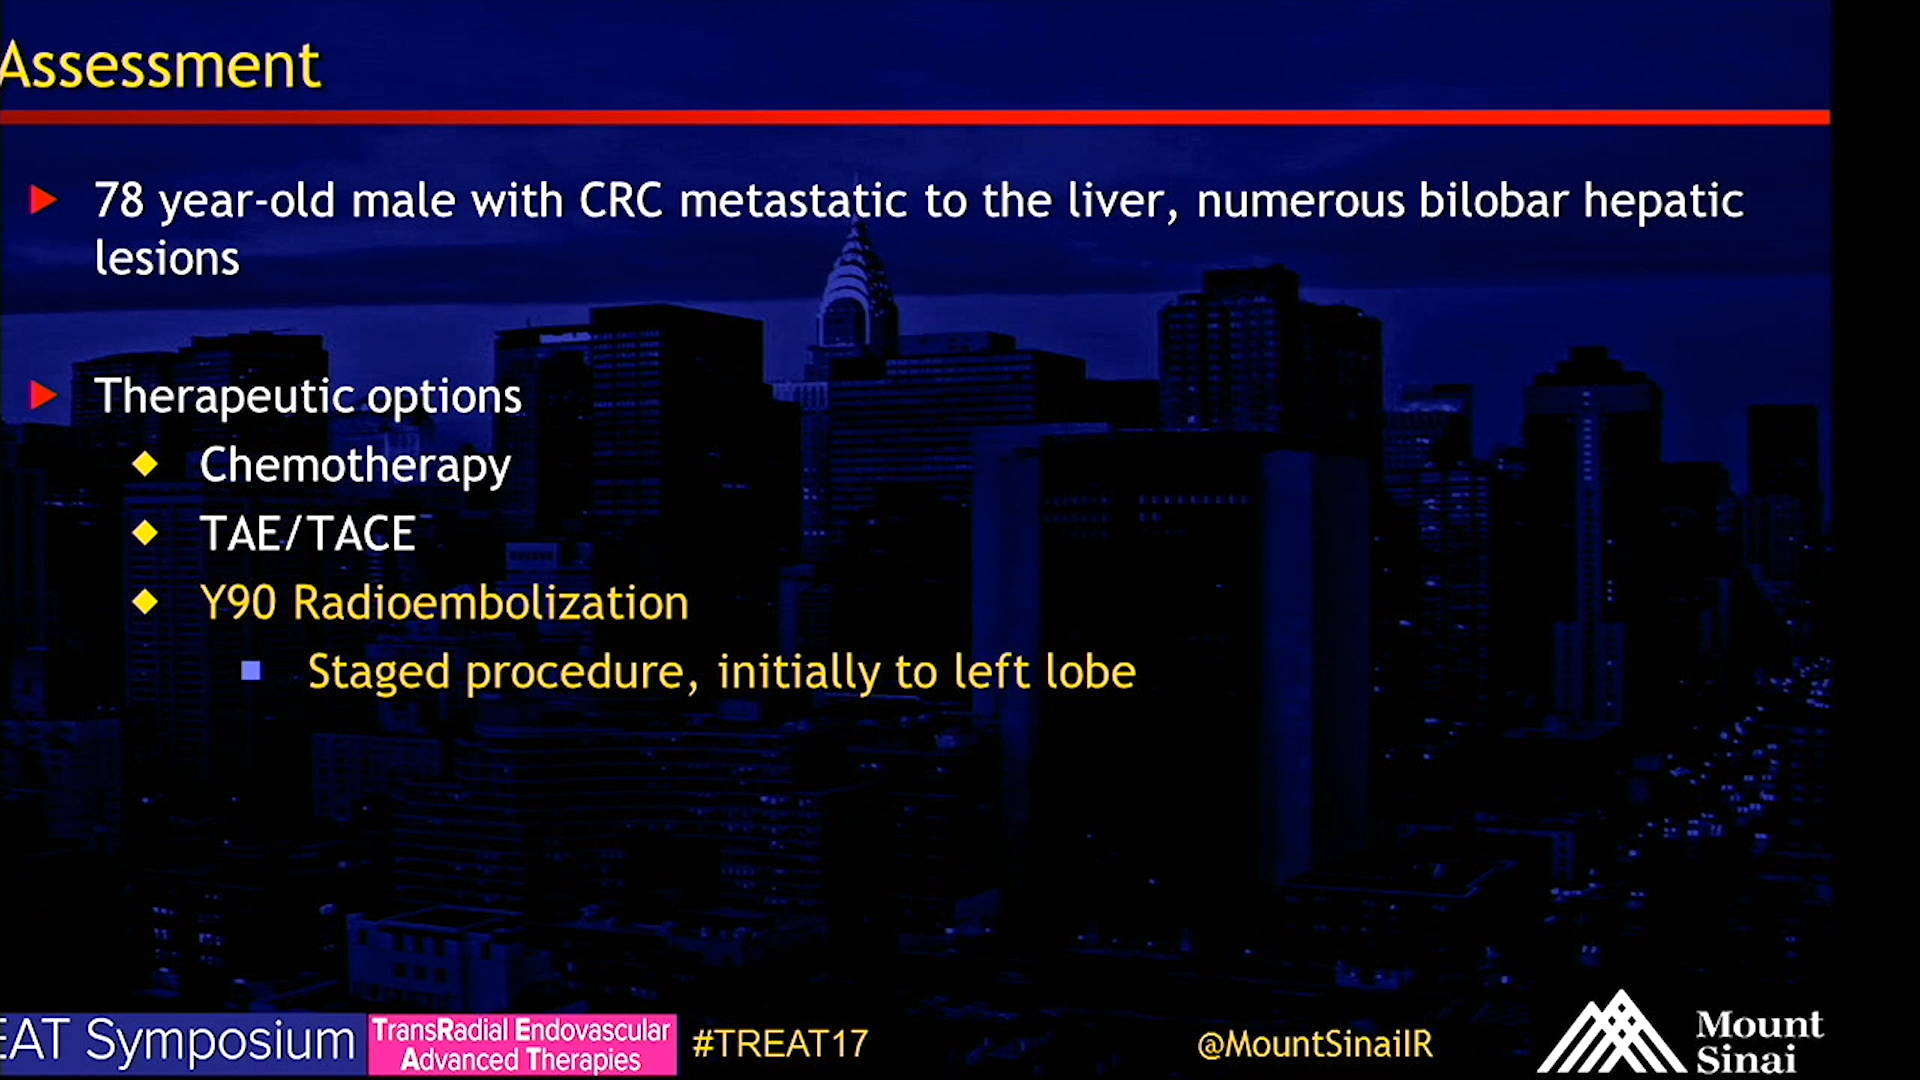 Assessment
78 year-old male with CRC metastatic to the liver, numerous bilobar hepatic
lesions
Therapeutic options
Chemotherapy
TAE/TACE
Y90 Radioembolization
Staged procedure, initially to left lobe
EAT Symposium
TransRadial Endovascular
Advanced Therapies
#TREAT17
@MountSinaiIR
Mount
Sinai